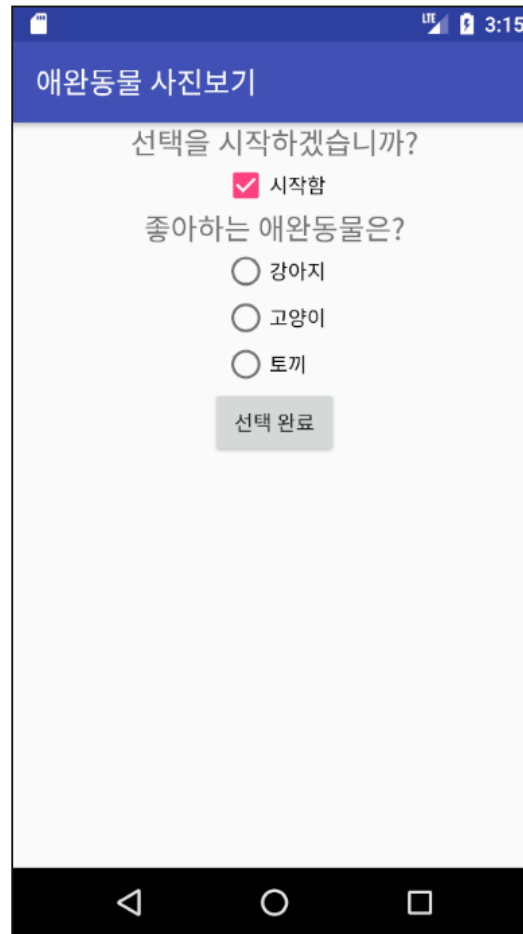 LTE 3:15
애완동물 사진보기
선택을 시작하겠습니까?
시작함
좋아하는 애완동물은?
강아지
고양이
토끼
선택 완료